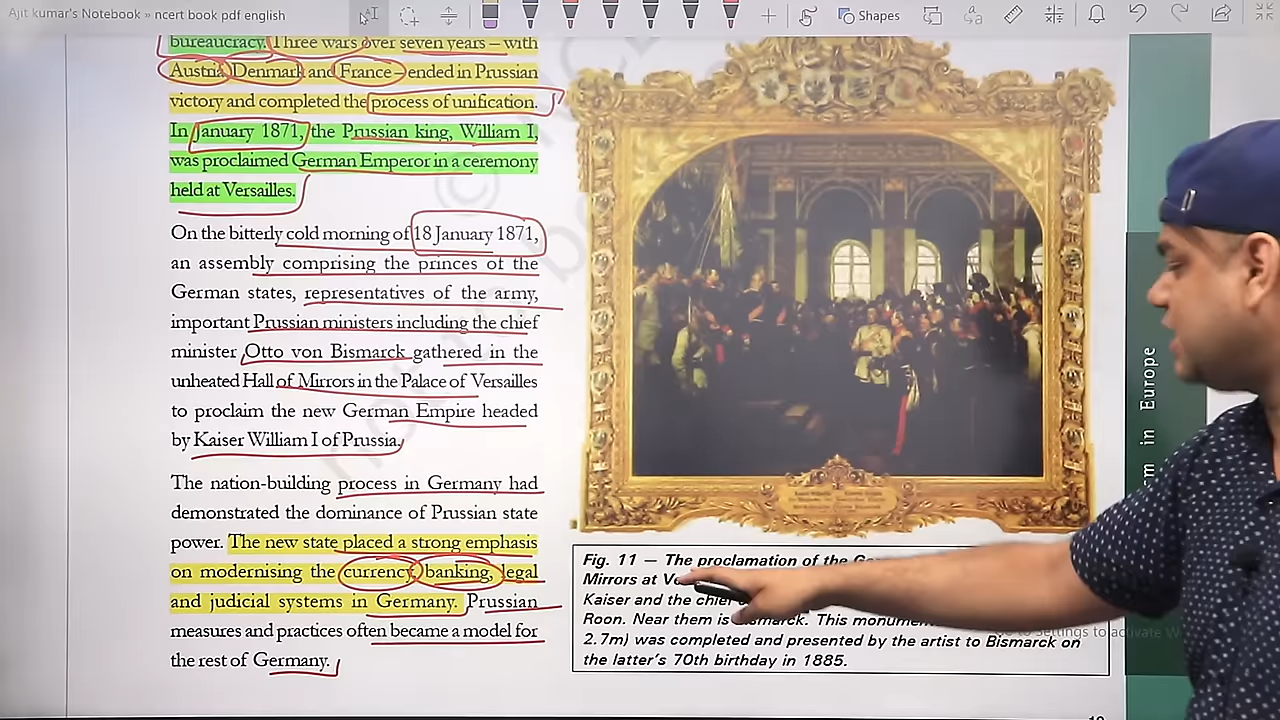 Ajit kumar's Notebook » ncert book pdf english
Shapes
bureaucracy. Three wars over seven years – with
Austria, Denmark and France – ended in Prussian
victory and completed the process of unification.
In January 1871, the Prussian king, William I,
was proclaimed German Emperor in a ceremony
held at Versailles.
On the bitterly cold morning of 18 January 1871,
an assembly comprising the princes of the
German states, representatives of the army,
important Prussian ministers including the chief
minister Otto von Bismarck gathered in the
unheated Hall of Mirrors in the Palace of Versailles
to proclaim the new German Empire headed
by Kaiser William I of Prussia.
The nation-building process in Germany had
demonstrated the dominance of Prussian state
power. The new state placed a strong emphasis
on modernising the currency, banking, legal
and judicial systems in Germany. Prussian
measures and practices often became a model for
the rest of Germany.
Fig. 11 — The proclamation of the
Mirrors at
Kaiser and the chief
Roon. Near them is Bismarck. This
2.7m) was completed and presented by the artist to Bismarck on
the latter's 70th birthday in 1885.
in Europe
Settings to activate